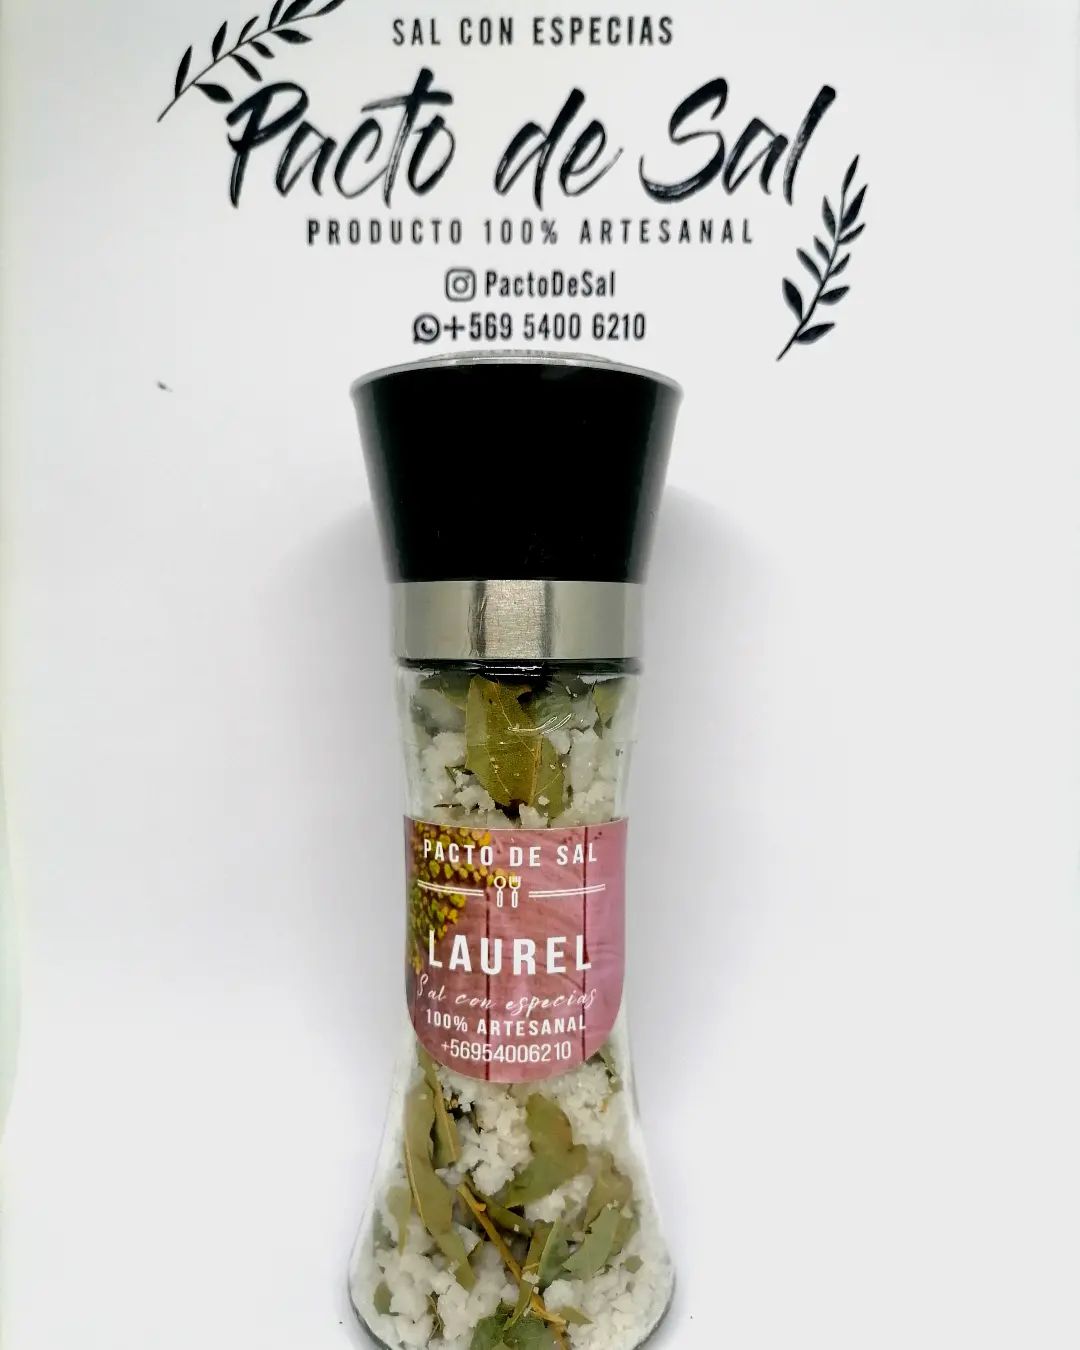 SAL CON ESPECIAS
Pacto de Sal
PRODUCTO 100% ARTESANAL
PactoDeSal
+569 5400 6210
PACTO DE SAL
LAUREL
Sal con especias
100% ARTESANAL
+56954006210